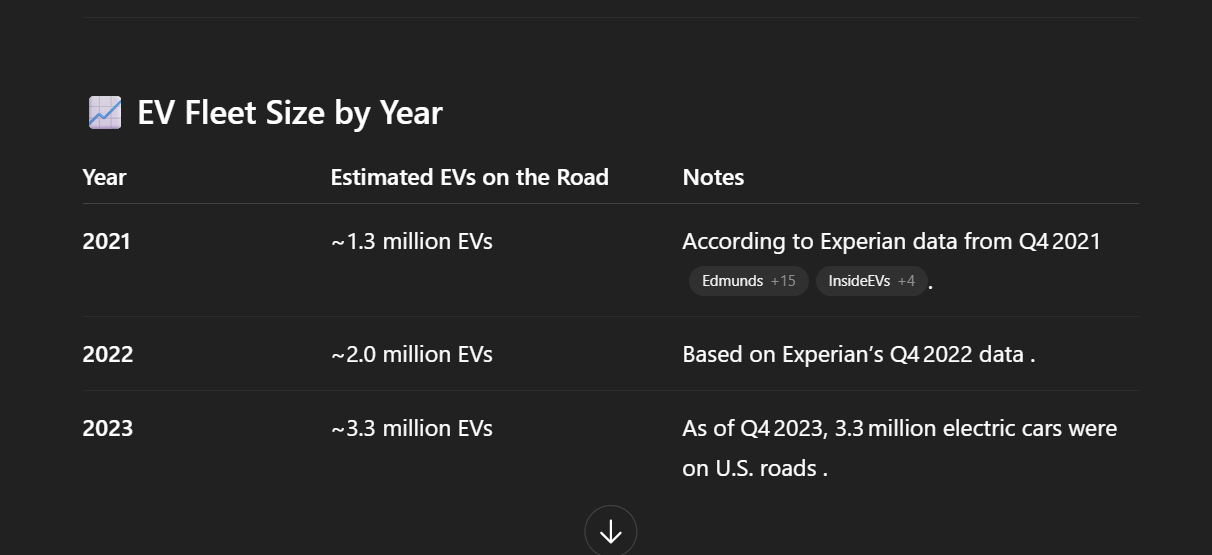 EV Fleet Size by Year
Year Estimated EVs on the Road Notes
2021 ~1.3 million EVs According to Experian data from Q4 2021
Edmunds +15 InsideEVs +4 .
2022 ~2.0 million EVs Based on Experian’s Q4 2022 data .
2023 ~3.3 million EVs As of Q4 2023, 3.3 million electric cars were
on U.S. roads .